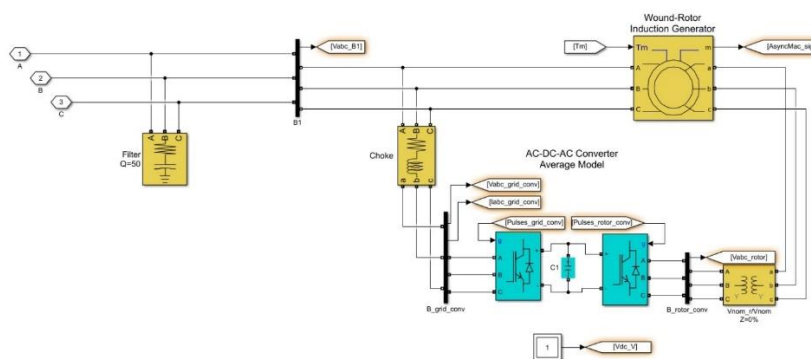 Wound-Rotor
Induction Generator
[Vabc_B1]
[Tm]
Tm
m
[AsyncMac_sig
1
A
A
a
2
B
B
b
3
C
C
c
B1
A B C
A B C
Filter
Q=50
Choke
a b c
AC-DC-AC Converter
Average Model
[Vabc_grid_conv]
[Iabc_grid_conv]
[Pulses_grid_conv]
[Pulses_rotor_conv]
g
g
[Vabc_rotor]
+
+
A
A
A
a
B
C1
B
B
b
C
-
-
C
C
c
B_grid_conv
B_rotor_conv
Y
Y
Vnom_r/Vnom
Z=0%
1
[Vdc_V]